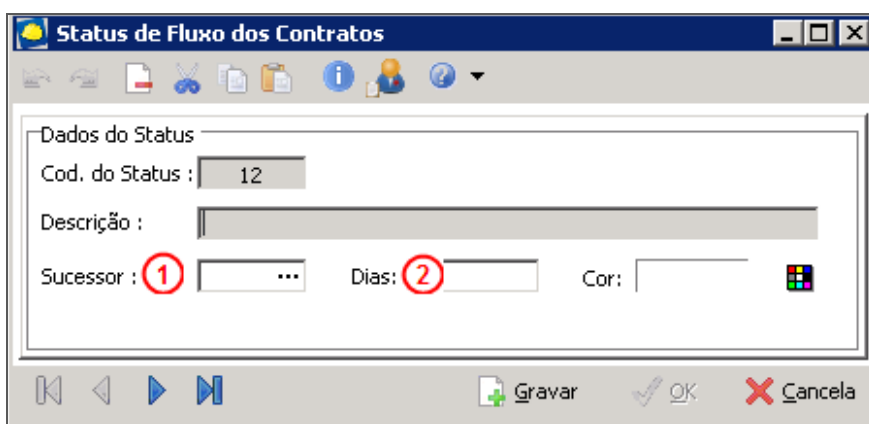 Status de Fluxo dos Contratos
Dados do Status
Cod. do Status : 12
Descrição :
Sucessor : 1 ... Dias: 2 Cor:
Gravar OK Cancela